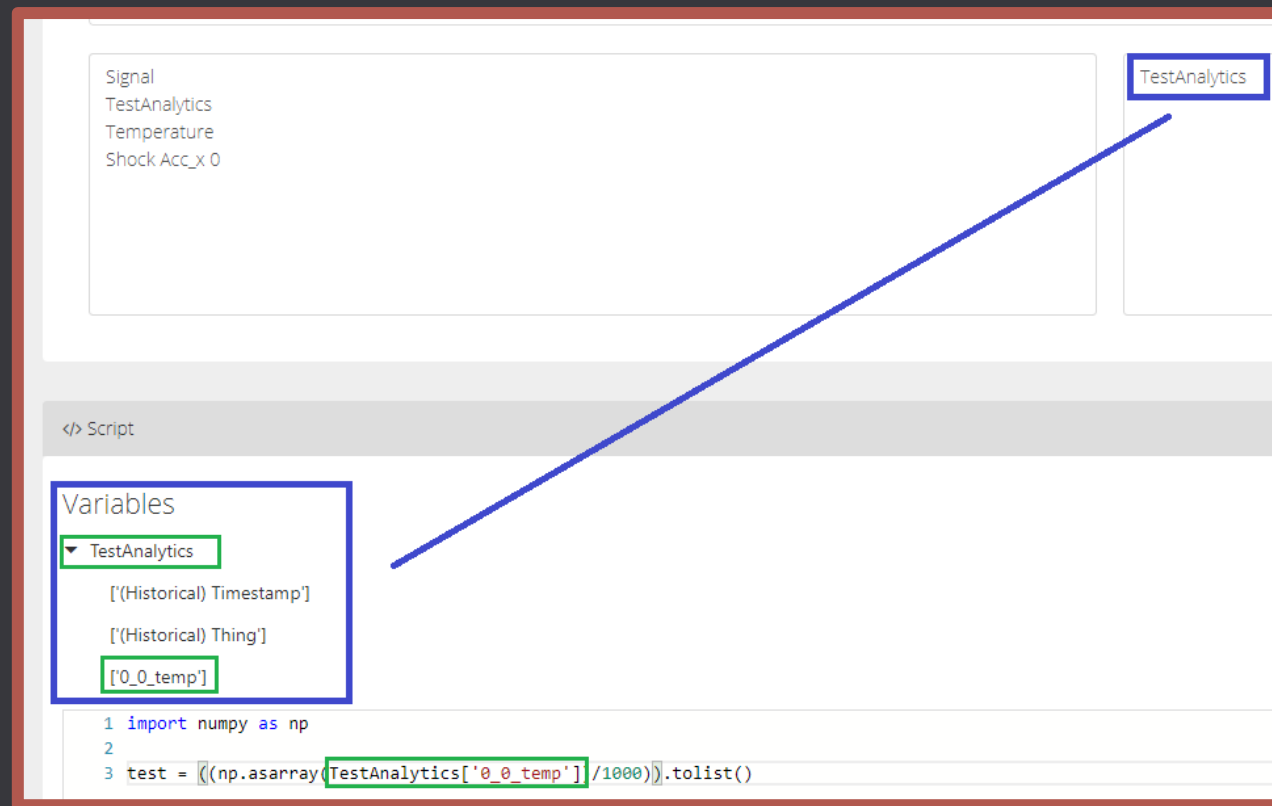 Signal
TestAnalytics
Temperature
Shock Acc_x 0
TestAnalytics
</> Script
Variables
TestAnalytics
['(Historical) Timestamp']
['(Historical) Thing']
['0_0_temp']
1 import numpy as np
2
3 test = ((np.asarray(TestAnalytics['0_0_temp'])/1000)).tolist()